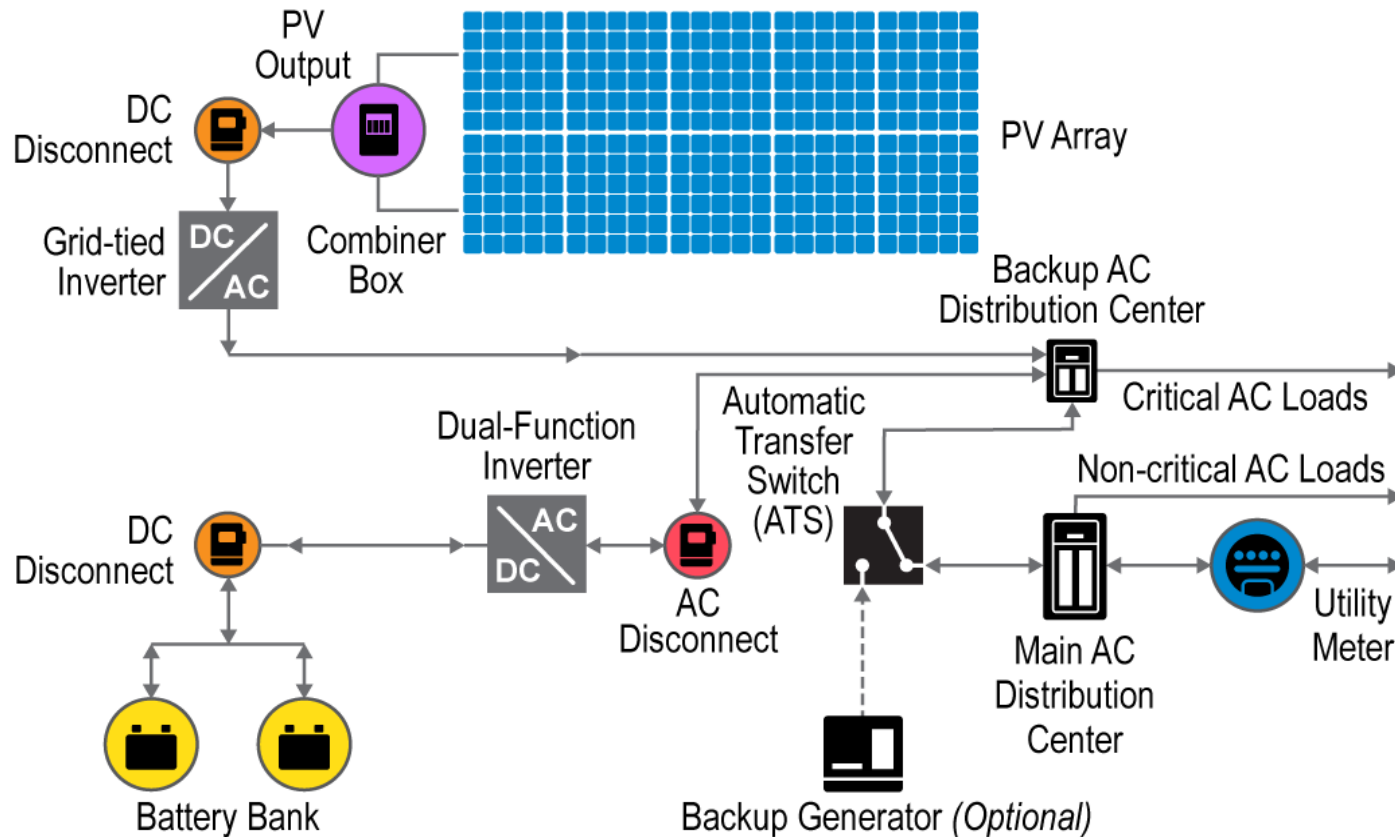 PV
Output
DC
Disconnect
PV Array
Grid-tied
Inverter
DC
AC
Combiner
Box
Backup AC
Distribution Center
Critical AC Loads
Automatic
Transfer
Switch
(ATS)
Dual-Function
Inverter
Non-critical AC Loads
DC
Disconnect
AC
DC
AC
Disconnect
Utility
Meter
Main AC
Distribution
Center
Battery Bank
Backup Generator (Optional)